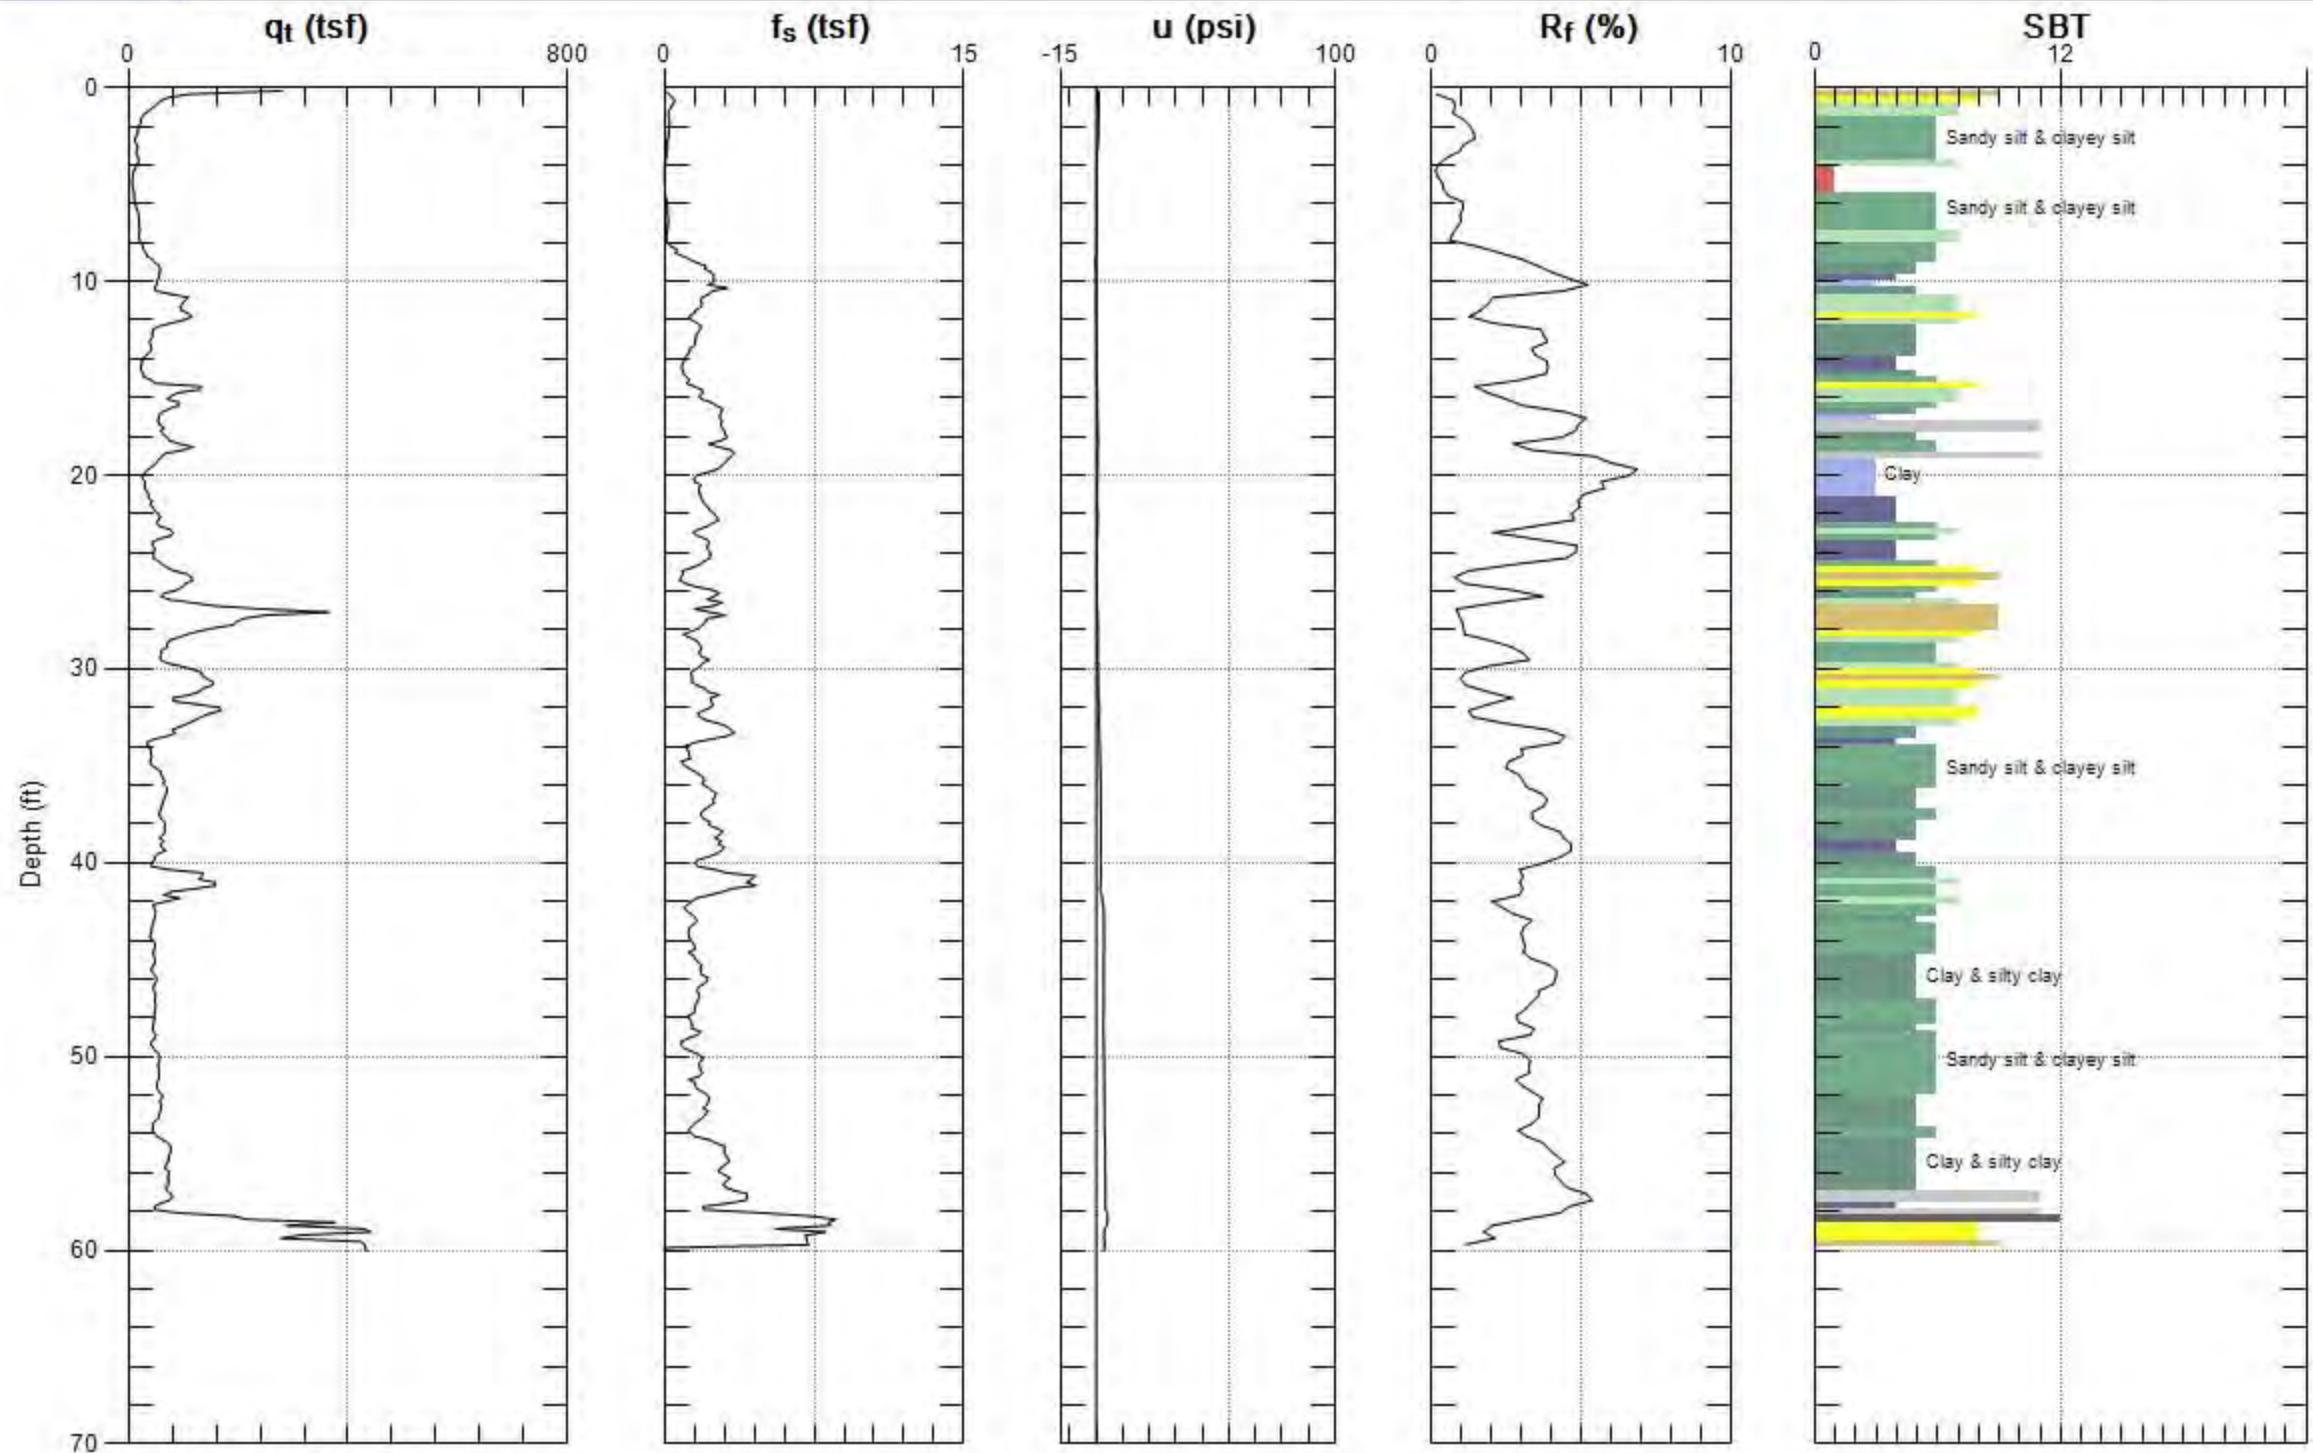 qt (tsf) fs (tsf) u (psi) Rf (%) SBT
0 800 0 15 -15 100 0 10 0 12
0
Sandy silt & clayey silt
Sandy silt & clayey silt
10
20
Clay
30
Sandy silt & clayey silt
Depth (ft)
40
Clay & silty clay
50
Sandy silt & clayey silt
Clay & silty clay
60
70